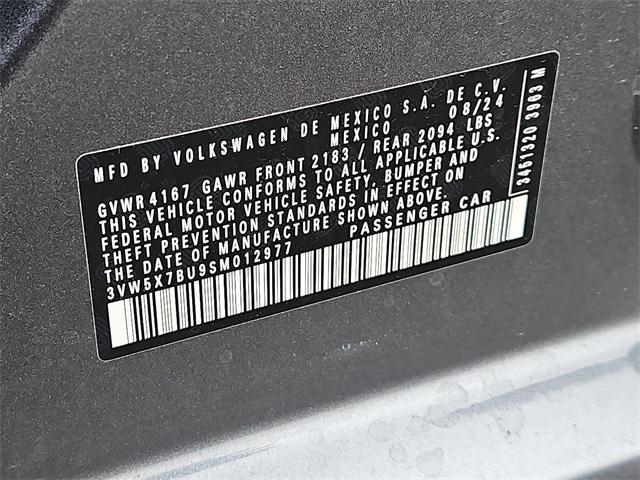 MFD BY VOLKSWAGEN DE MEXICO S.A. DE C.V.
MEXICO 08/24
GVWR 4167 GAWR FRONT 2183 / REAR 2094 LBS
THIS VEHICLE CONFORMS TO ALL APPLICABLE U.S.
FEDERAL MOTOR VEHICLE SAFETY, BUMPER AND
THEFT PREVENTION STANDARDS IN EFFECT ON
THE DATE OF MANUFACTURE SHOWN ABOVE.
3VW5X7BU9SM012977 PASSENGER CAR
3461320 3963 M